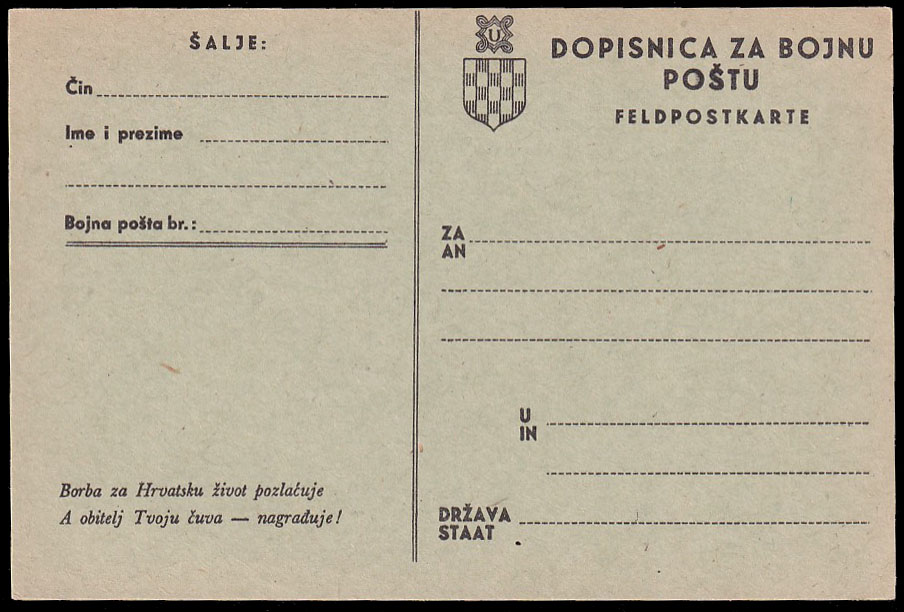 ŠALJE:
Čin
Ime i prezime
Bojna pošta br.:
Borba za Hrvatsku život pozlaćuje
A obitelj Tvoju čuva — nagrađuje!
U
DOPISNICA ZA BOJNU
POŠTU
FELDPOSTKARTE
ZA
AN
U
IN
DRŽAVA
STAAT